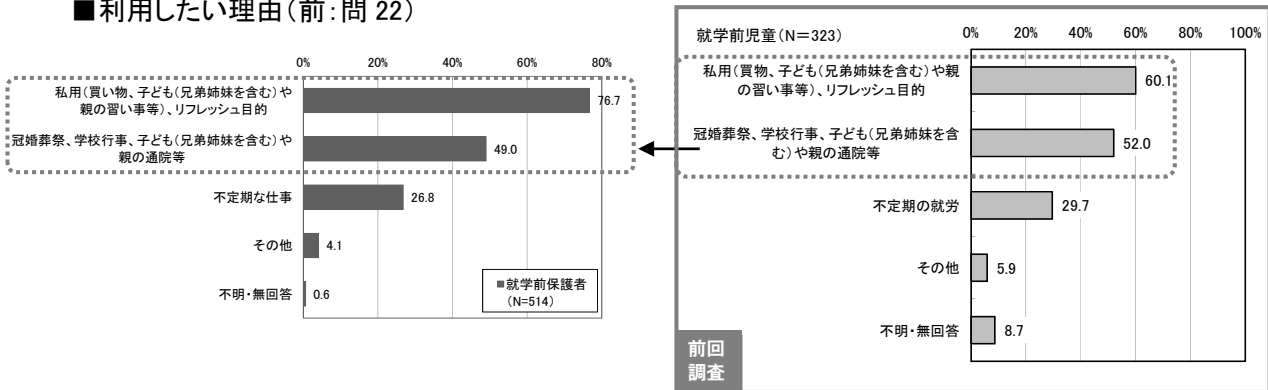 ■利用したい理由(前:問 22)
0% 20% 40% 60% 80%
私用(買い物、子ども(兄弟姉妹を含む)や
親の習い事等)、リフレッシュ目的
76.7
冠婚葬祭、学校行事、子ども(兄弟姉妹を含む)や
親の通院等
49.0
不定期な仕事 26.8
その他 4.1
不明・無回答 0.6
■就学前保護者
(N=514)
就学前児童(N=323)
0% 20% 40% 60% 80% 100%
私用(買物、子ども(兄弟姉妹を含む)や親
の習い事等)、リフレッシュ目的
60.1
冠婚葬祭、学校行事、子ども(兄弟姉妹を含
む)や親の通院等
52.0
不定期の就労 29.7
その他 5.9
不明・無回答 8.7
前回
調査